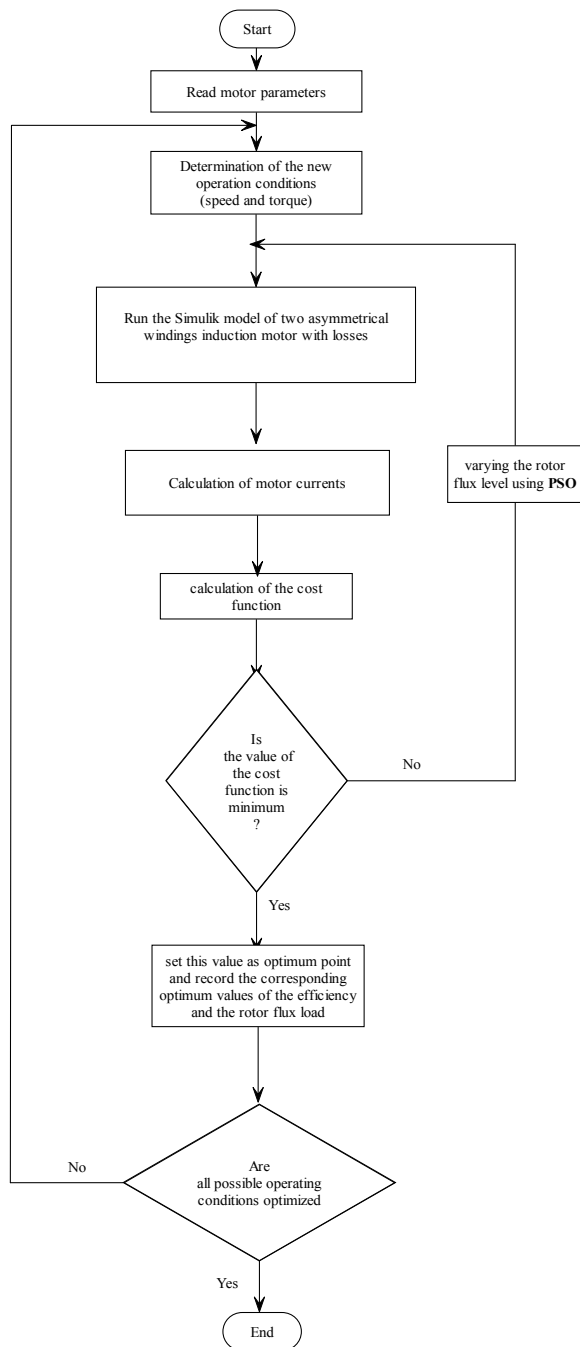 Start
Read motor parameters
Determination of the new
operation conditions
(speed and torque)
Run the Simulik model of two asymmetrical
windings induction motor with losses
Calculation of motor currents
varying the rotor
flux level using PSO
calculation of the cost
function
Is
the value of
the cost
function is
minimum
?
No
Yes
set this value as optimum point
and record the corresponding
optimum values of the efficiency
and the rotor flux load
No
Are
all possible operating
conditions optimized
Yes
End